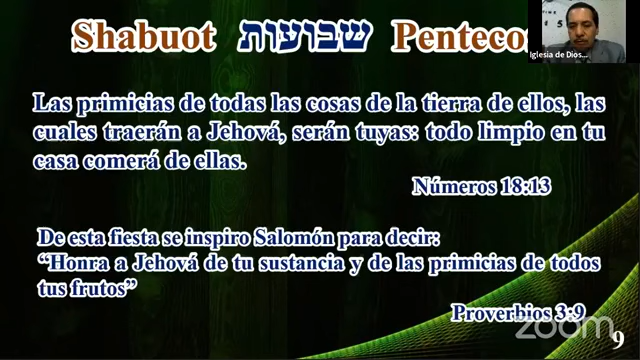 Shabuot שבועות Pentecos
Iglesia de Dios...
Las primicias de todas las cosas de la tierra de ellos, las
cuales traerán a Jehová, serán tuyas: todo limpio en tu
casa comerá de ellas.
Números 18:13
De esta fiesta se inspiro Salomón para decir:
“Honra a Jehová de tu sustancia y de las primicias de todos
tus frutos”
Proverbios 3:9
zoom
9